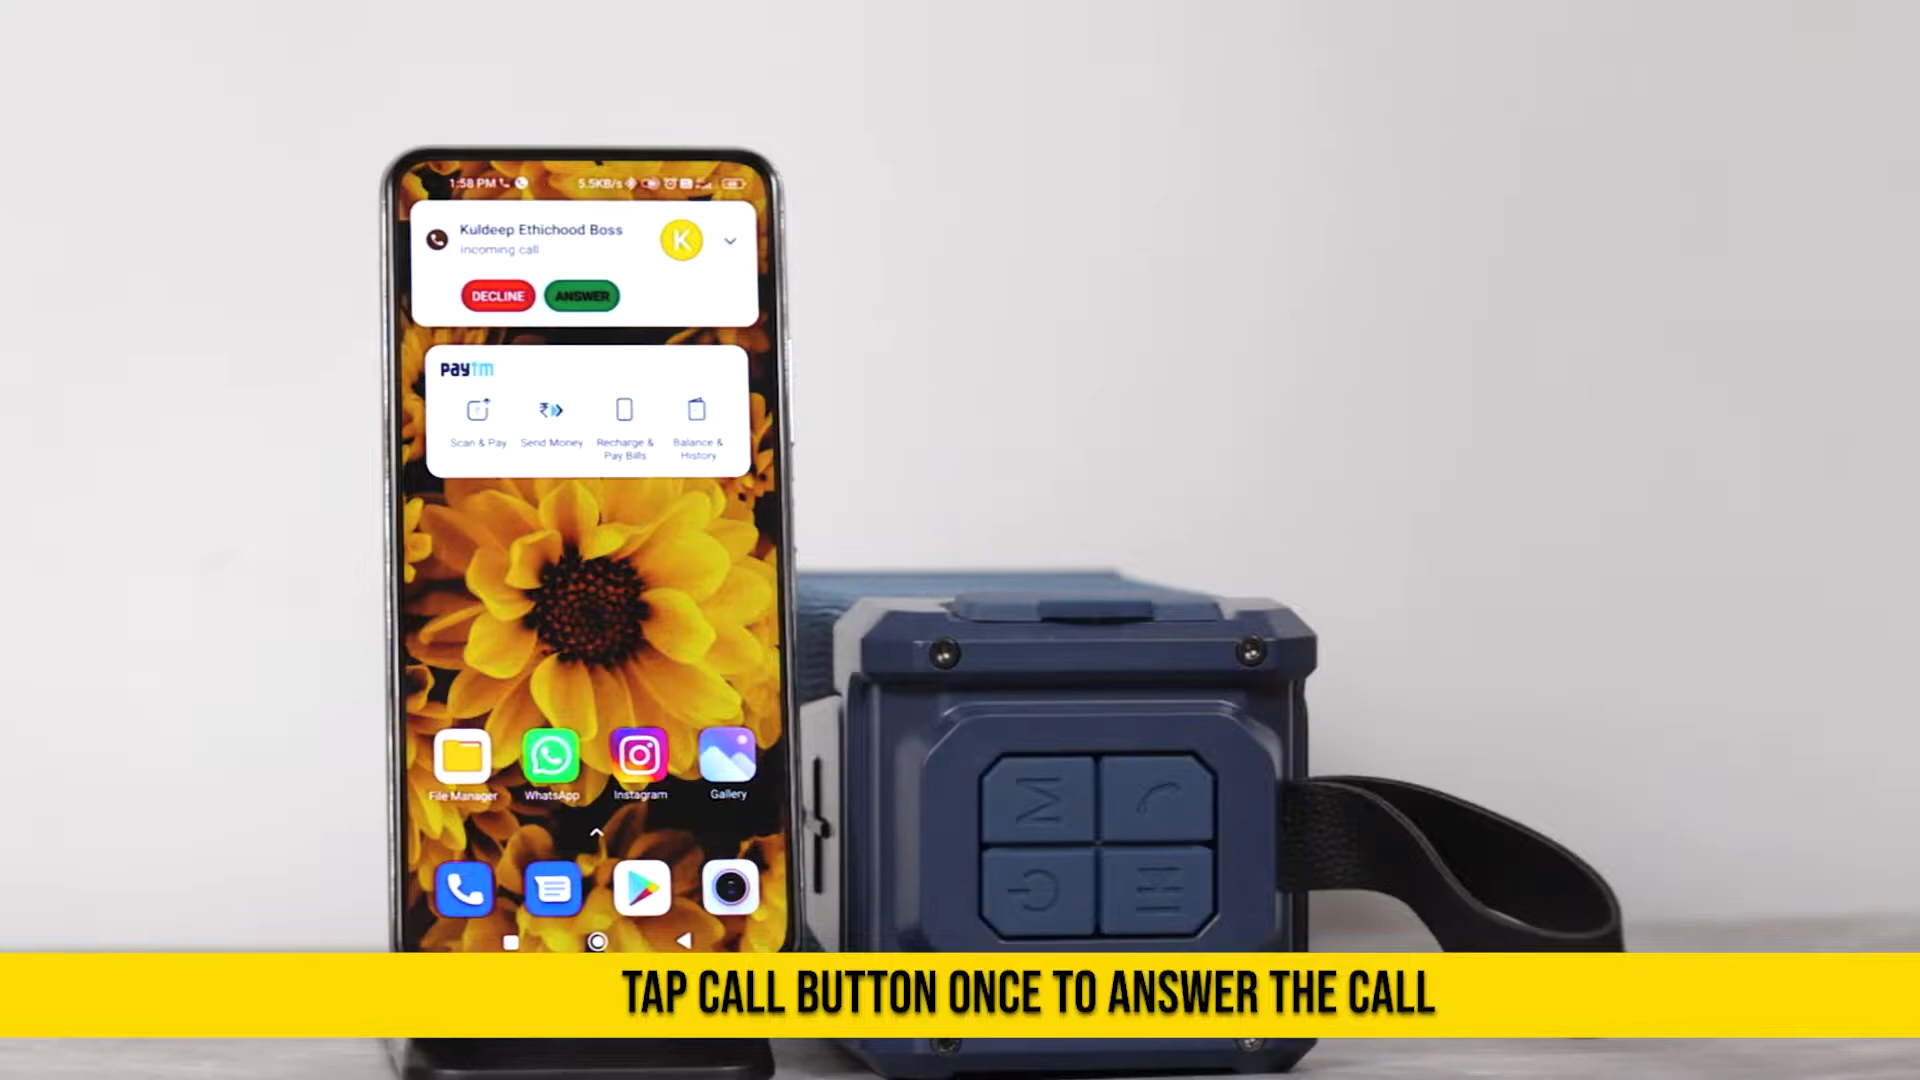 1:58 PM
5.5KB/s
Kuldeep Ethichood Boss
Incoming call
K
DECLINE
ANSWER
paytm
Scan & Pay
Send Money
Recharge &
Pay Bills
Balance &
History
File Manager
WhatsApp
Instagram
Gallery
M
TAP CALL BUTTON ONCE TO ANSWER THE CALL